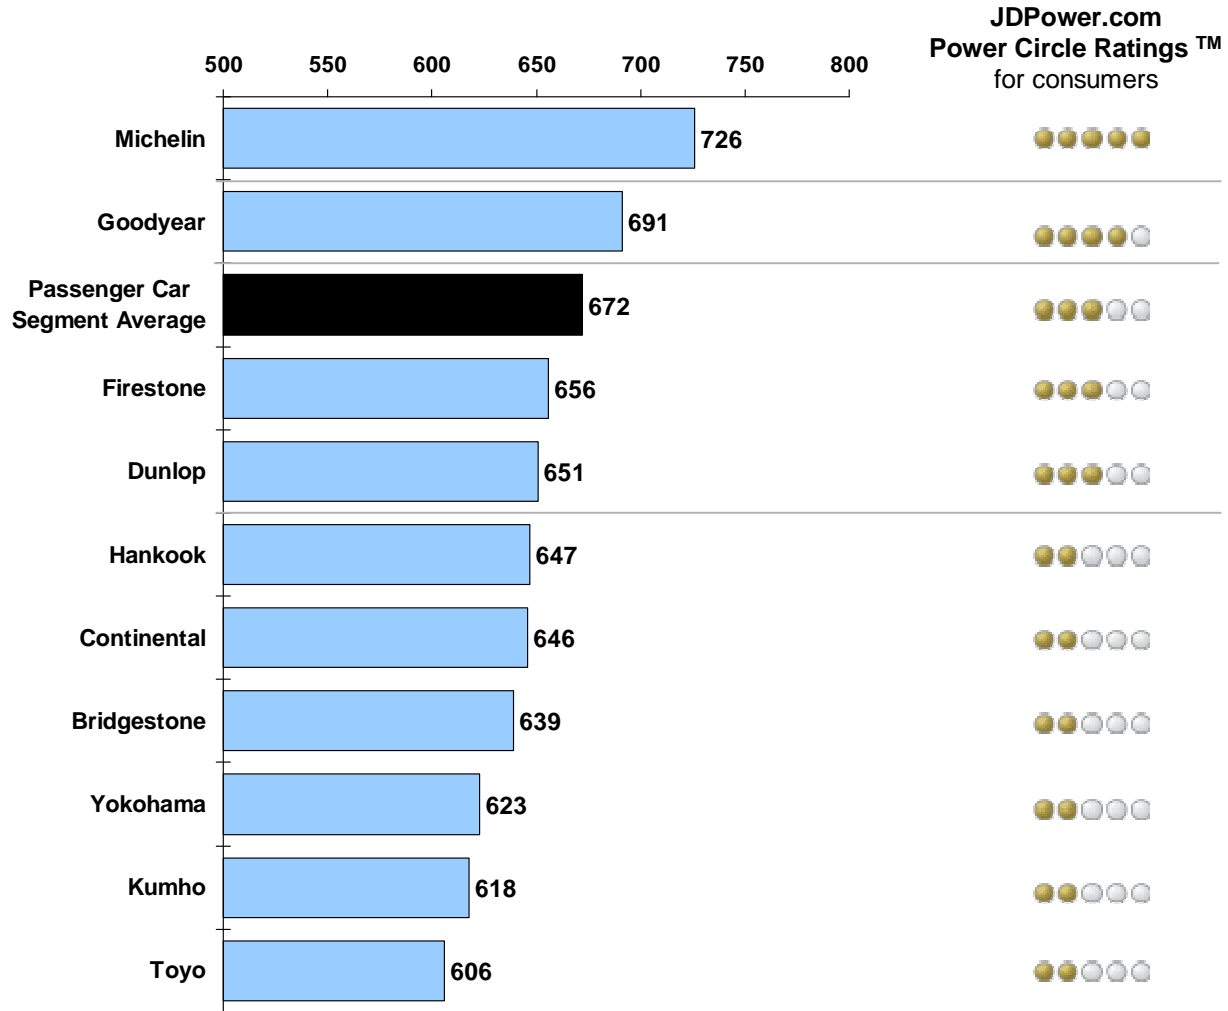 JDPower.com
Power Circle Ratings TM
for consumers
500 550 600 650 700 750 800
Michelin 726
Goodyear 691
Passenger Car
Segment Average 672
Firestone 656
Dunlop 651
Hankook 647
Continental 646
Bridgestone 639
Yokohama 623
Kumho 618
Toyo 606